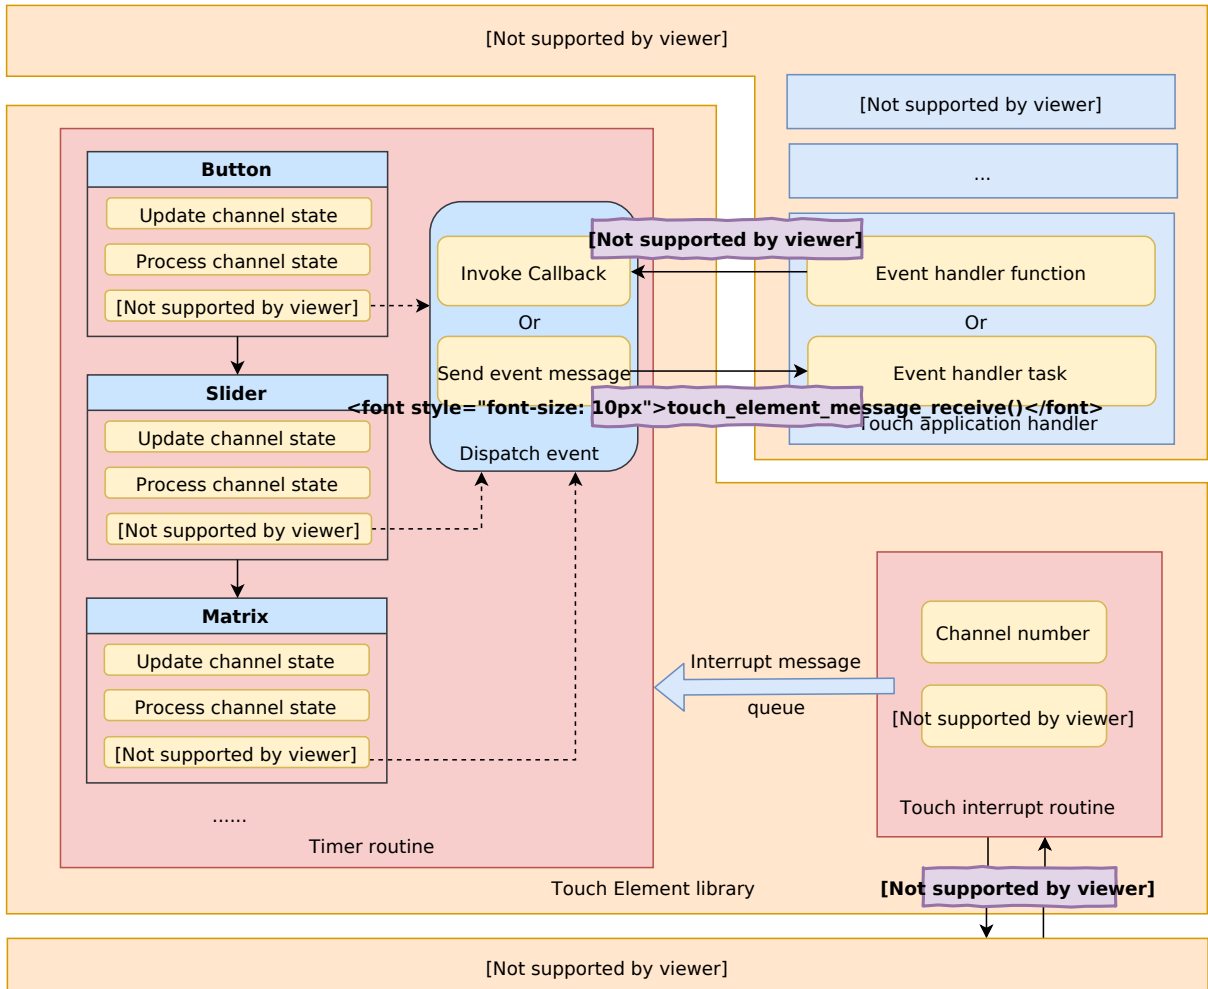 [Not supported by viewer]
[Not supported by viewer]
...
Button
Update channel state
Process channel state
[Not supported by viewer]
Slider
Update channel state
Process channel state
[Not supported by viewer]
Matrix
Update channel state
Process channel state
[Not supported by viewer]
......
Timer routine
Invoke Callback
Or
Send event message
Dispatch event
[Not supported by viewer]
<font style="font-size: 10px">touch_element_message_receive()</font>
Event handler function
Or
Event handler task
Touch application handler
Interrupt message
queue
Channel number
[Not supported by viewer]
Touch interrupt routine
Touch Element library
[Not supported by viewer]
[Not supported by viewer]